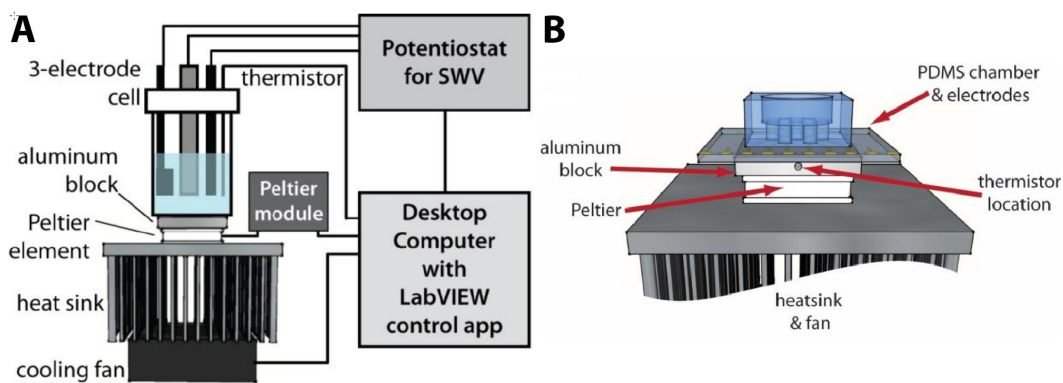 A
3-electrode
cell
thermistor
Potentiostat
for SWV
aluminum
block
Peltier
element
Peltier
module
Desktop
Computer
with
LabVIEW
control app
heat sink
cooling fan
B
PDMS chamber
& electrodes
aluminum
block
Peltier
thermistor
location
heatsink
& fan